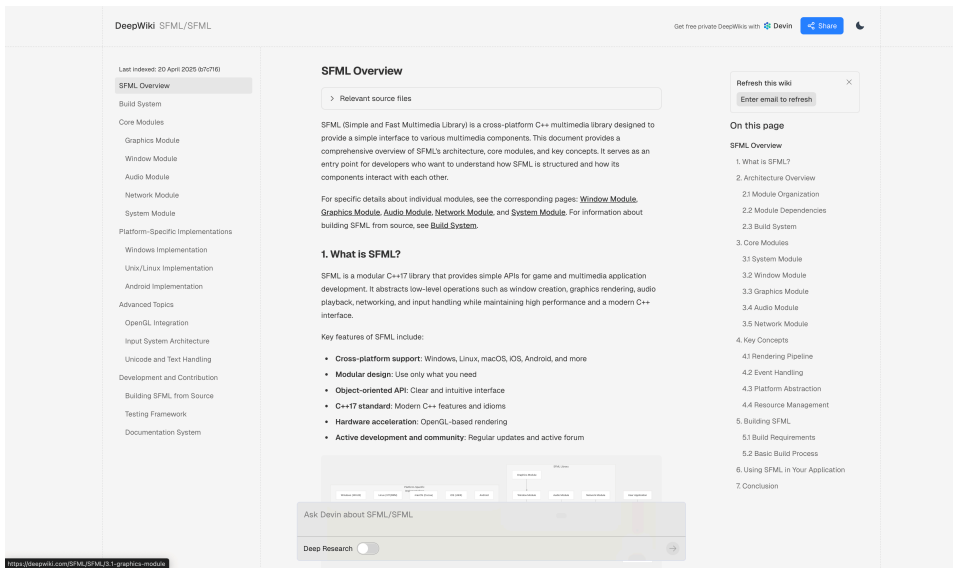 DeepWiki SFML/SFML
Get free private DeepWikis with Devin
Share
Last indexed: 20 April 2025 (b7c716)
SFML Overview
Build System
Core Modules
Graphics Module
Window Module
Audio Module
Network Module
System Module
Platform-Specific Implementations
Windows Implementation
Unix/Linux Implementation
Android Implementation
Advanced Topics
OpenGL Integration
Input System Architecture
Unicode and Text Handling
Development and Contribution
Building SFML from Source
Testing Framework
Documentation System
SFML Overview
Relevant source files
SFML (Simple and Fast Multimedia Library) is a cross-platform C++ multimedia library designed to
provide a simple interface to various multimedia components. This document provides a
comprehensive overview of SFML's architecture, core modules, and key concepts. It serves as an
entry point for developers who want to understand how SFML is structured and how its
components interact with each other.
For specific details about individual modules, see the corresponding pages: Window Module,
Graphics Module, Audio Module, Network Module, and System Module. For information about
building SFML from source, see Build System.
1. What is SFML?
SFML is a modular C++17 library that provides simple APIs for game and multimedia application
development. It abstracts low-level operations such as window creation, graphics rendering, audio
playback, networking, and input handling while maintaining high performance and a modern C++
interface.
Key features of SFML include:
• Cross-platform support: Windows, Linux, macOS, iOS, Android, and more
• Modular design: Use only what you need
• Object-oriented API: Clear and intuitive interface
• C++17 standard: Modern C++ features and idioms
• Hardware acceleration: OpenGL-based rendering
• Active development and community: Regular updates and active forum
Graphics Module
Ask Devin about SFML/SFML
Deep Research
Refresh this wiki
Enter email to refresh
On this page
SFML Overview
1. What is SFML?
2. Architecture Overview
2.1 Module Organization
2.2 Module Dependencies
2.3 Build System
3. Core Modules
3.1 System Module
3.2 Window Module
3.3 Graphics Module
3.4 Audio Module
3.5 Network Module
4. Key Concepts
4.1 Rendering Pipeline
4.2 Event Handling
4.3 Platform Abstraction
4.4 Resource Management
5. Building SFML
5.1 Build Requirements
5.2 Basic Build Process
6. Using SFML in Your Application
7. Conclusion
https://deepwiki.com/SFML/SFML/3.1-graphics-module